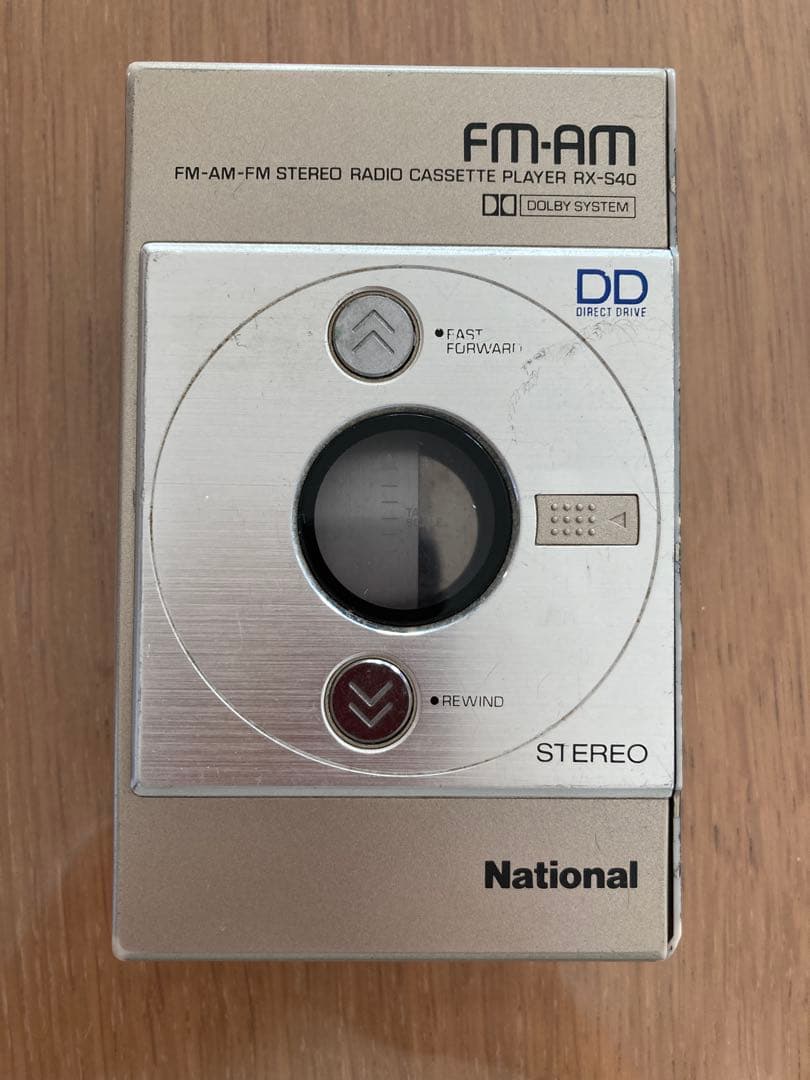 FM-AM
FM-AM-FM STEREO RADIO CASSETTE PLAYER RX-S40
DOLBY SYSTEM
DD
DIRECT DRIVE
FAST
FORWARD
REWIND
STEREO
National